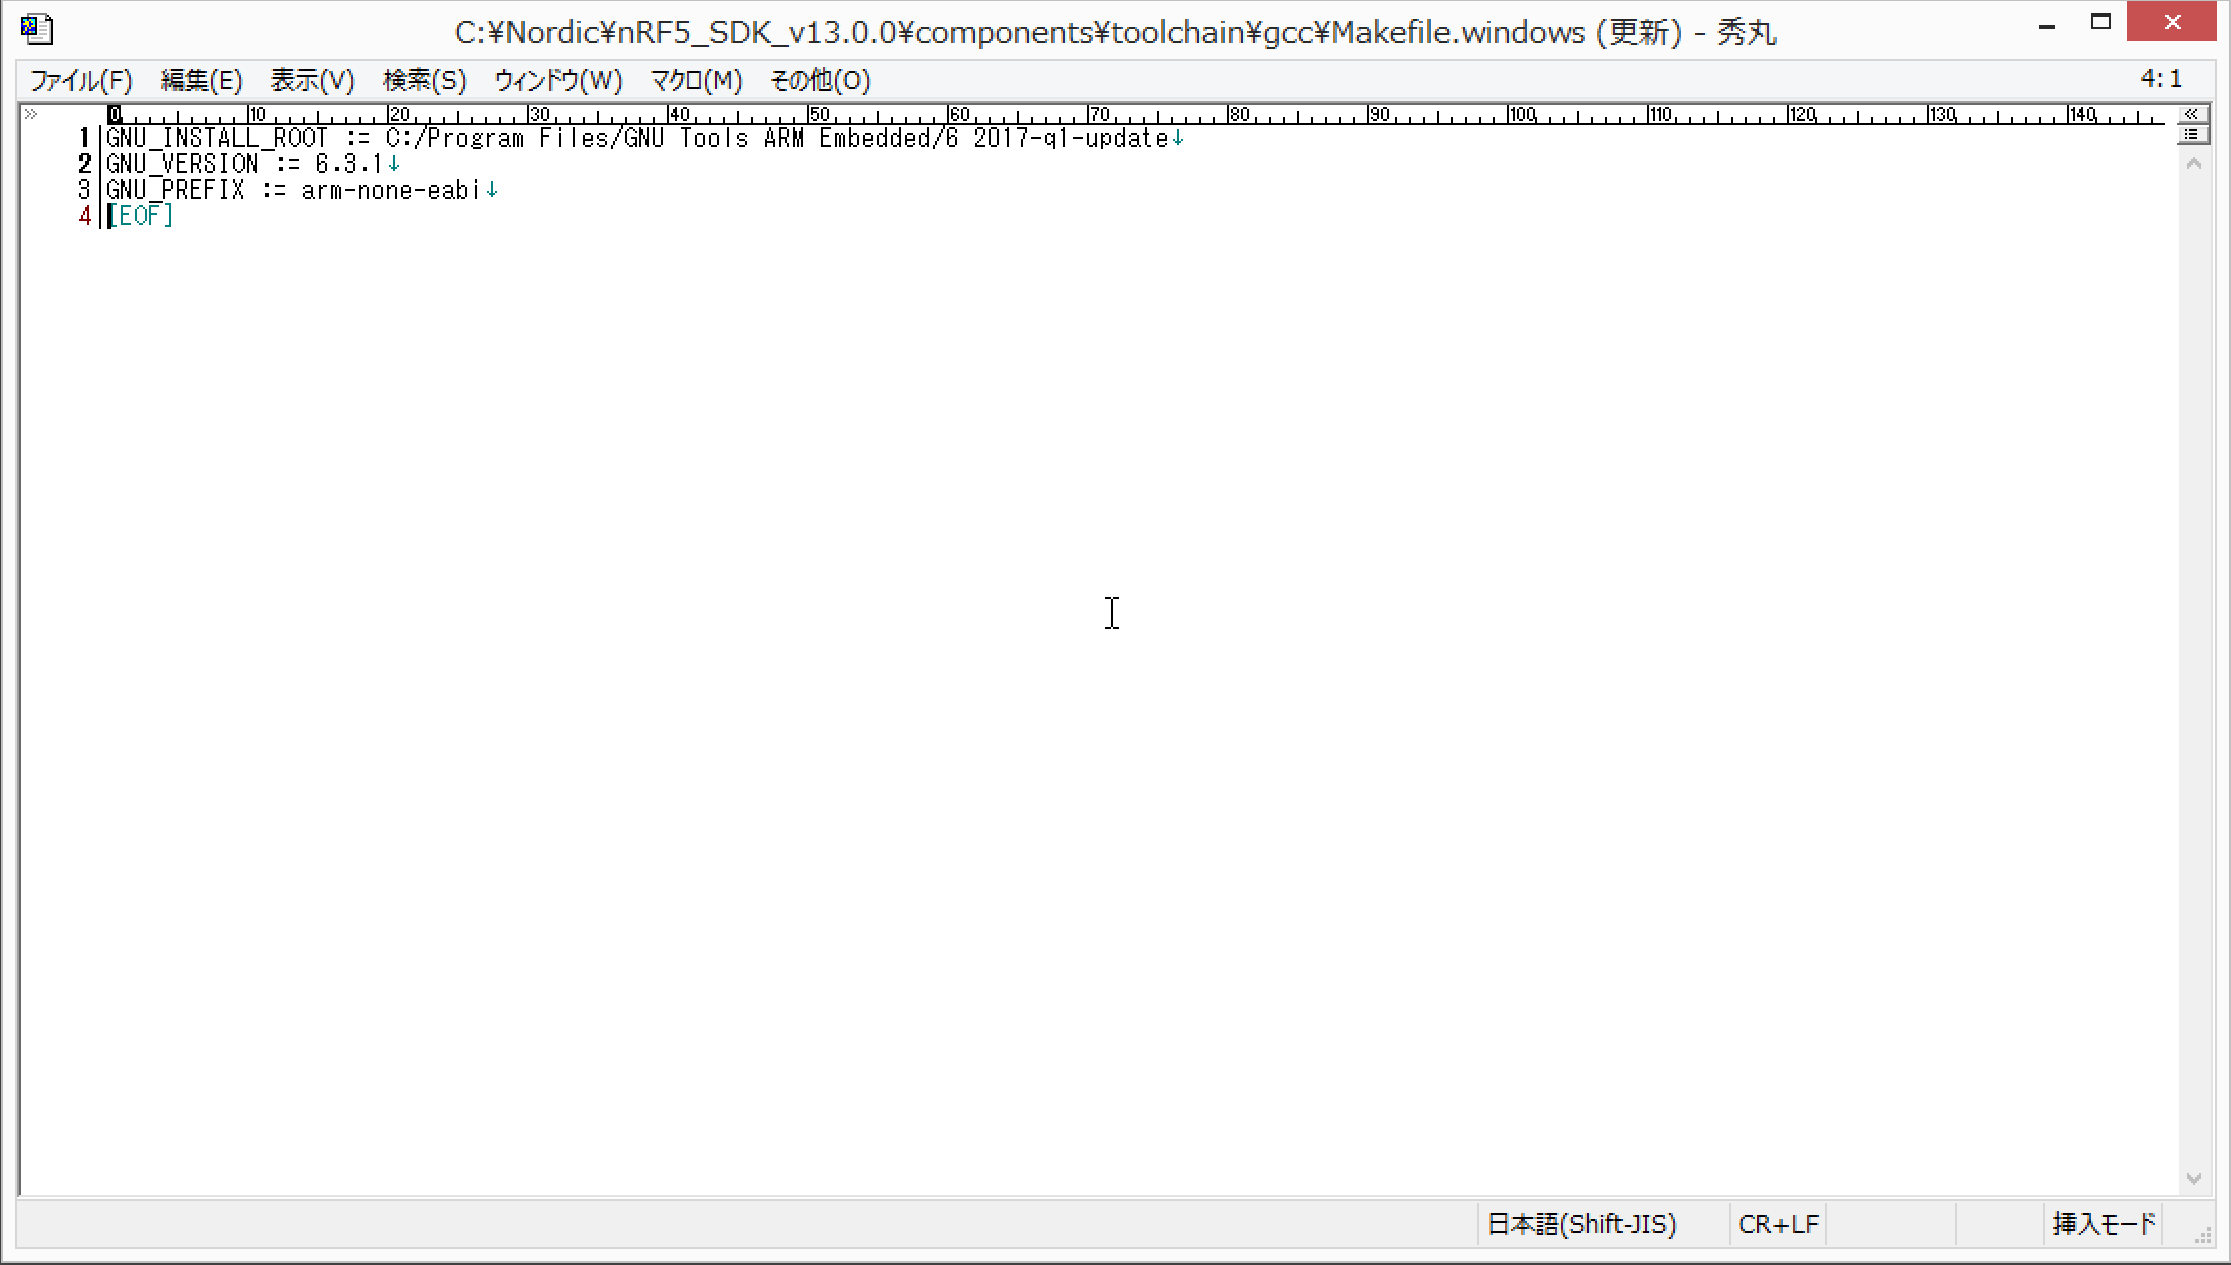 C:¥Nordic¥nRF5_SDK_v13.0.0¥components¥toolchain¥gcc¥Makefile.windows (更新) - 秀丸
ファイル(F) 編集(E) 表示(V) 検索(S) ウィンドウ(W) マクロ(M) その他(O) 4: 1
0 10 20 30 40 50 60 70 80 90 100 110 120 130 140
1 GNU_INSTALL_ROOT := C:/Program Files/GNU Tools ARM Embedded/6 2017-q1-update↓
2 GNU_VERSION := 6.3.1↓
3 GNU_PREFIX := arm-none-eabi↓
4 [EOF]
日本語(Shift-JIS) CR+LF 挿入モード